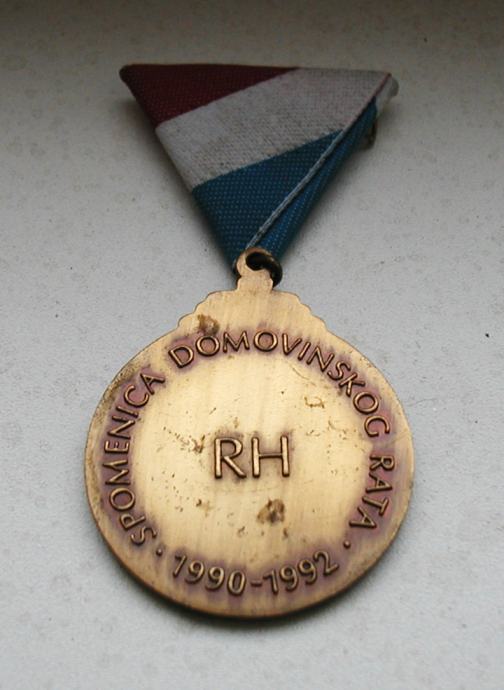 SPOMENICA DOMOVINSKOG RATA
RH
· 1990-1992 ·